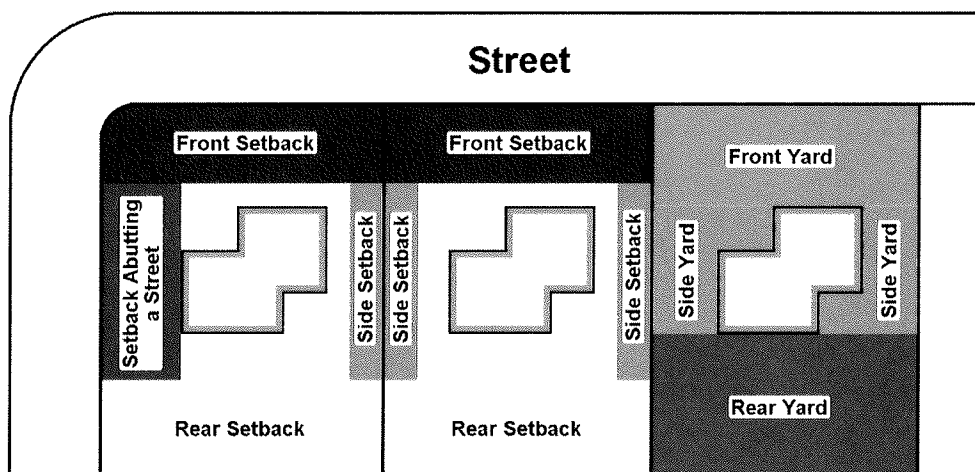 Street
Front Setback
Front Setback
Front Yard
Setback Abutting
a Street
Side Setback
Side Setback
Side Setback
Side Yard
Side Yard
Rear Setback
Rear Setback
Rear Yard